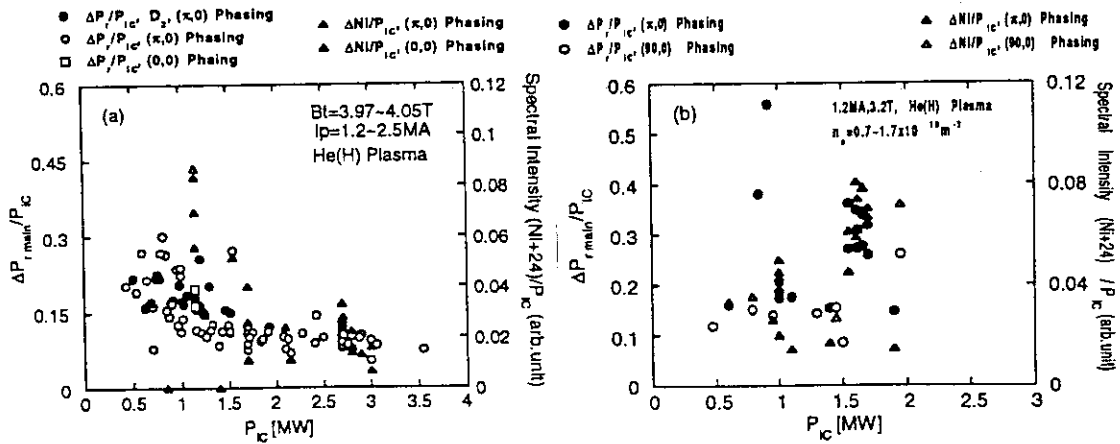 ● ΔP_r/P_IC, D_2, (π,0) Phasing
○ ΔP_r/P_IC, (π,0) Phasing
□ ΔP_r/P_IC, (0,0) Phaing
▲ ΔNI/P_IC, (π,0) Phasing
▲ ΔNI/P_IC, (0,0) Phasing
● ΔP_r/P_IC, (π,0) Phasing
○ ΔP_r/P_IC, (90,0) Phasing
▲ ΔNI/P_IC, (π,0) Phasing
△ ΔNI/P_IC, (90,0) Phasing
(a)
Bt=3.97~4.05T
Ip=1.2~2.5MA
He(H) Plasma
ΔP_r main/P_IC
0.6
0.45
0.3
0.15
0
0 0.5 1 1.5 2 2.5 3 3.5 4
P_IC [MW]
0.12
0.1
0.08
0.06
0.04
0.02
0
Spectral Intensity (NI+24)/P_IC (arb.unit)
(b)
1.2MA,3.2T, He(H) Plasma
=0.7-1.7x10 m
ΔP_r main/P_IC
0.6
0.5
0.4
0.3
0.2
0.1
0
0 0.5 1 1.5 2 2.5 3
P_IC [MW]
0.12
0.08
0.04
0
Spectral Intensity (Ni+24) /P_IC (arb.unit)